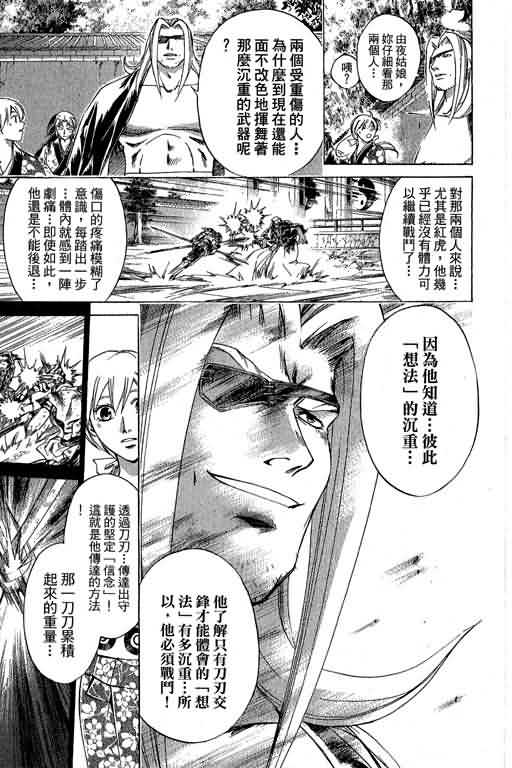 由夜姑娘，
妳仔細看那
兩個人…
咦？
兩個受重傷的人…
為什麼到現在還能
面不改色地揮舞著
那麼沉重的武器呢
？
對那兩個人來說…
尤其是紅虎，他幾
乎已經沒有體力可
以繼續戰鬥了…
傷口的疼痛模糊了
意識，每踏出一步
…體內就感到一陣
劇痛…即使如此，
他還是不能後退…
因為他知道…彼此
「想法」的沉重…
他了解只有刀刃交
鋒才能體會的「想
法」有多沉重…所
以，他必須戰鬥！
透過刀刃…傳達出守
護的堅定「信念」！
這就是他傳達的方法
！
那一刀刀累積
起來的重量…